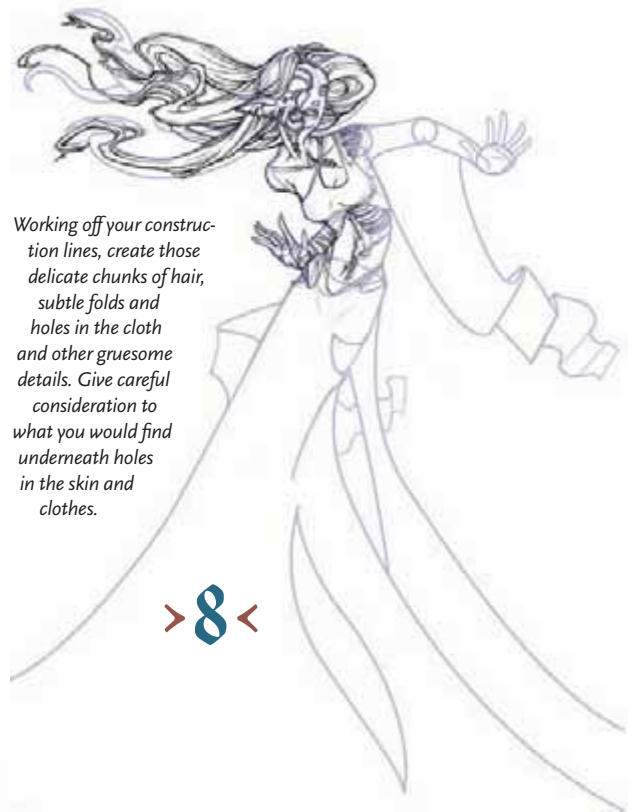 Working off your construc-
tion lines, create those
delicate chunks of hair,
subtle folds and
holes in the cloth
and other gruesome
details. Give careful
consideration to
what you would find
underneath holes
in the skin and
clothes.
> 8 <